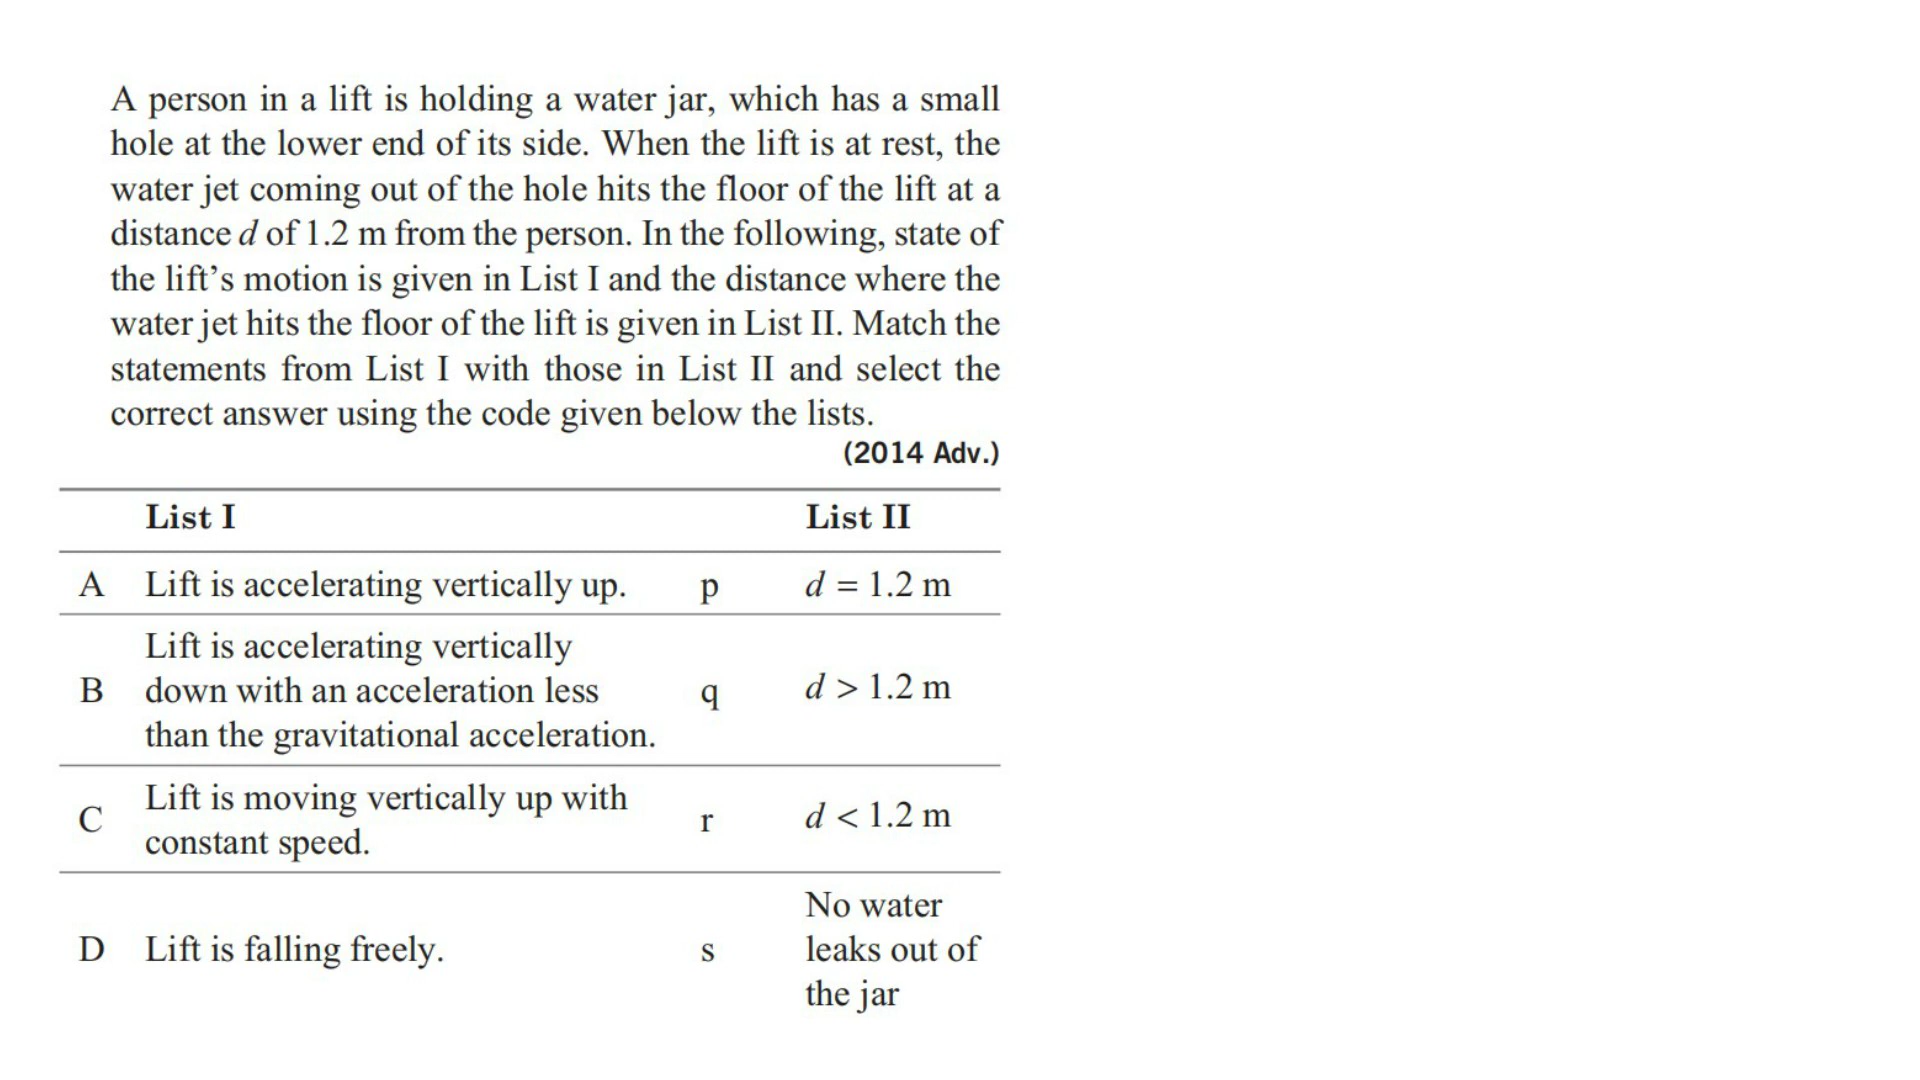 A person in a lift is holding a water jar, which has a small
hole at the lower end of its side. When the lift is at rest, the
water jet coming out of the hole hits the floor of the lift at a
distance d of 1.2 m from the person. In the following, state of
the lift’s motion is given in List I and the distance where the
water jet hits the floor of the lift is given in List II. Match the
statements from List I with those in List II and select the
correct answer using the code given below the lists.
(2014 Adv.)
List I List II
A Lift is accelerating vertically up. p d = 1.2 m
Lift is accelerating vertically
B down with an acceleration less q d > 1.2 m
than the gravitational acceleration.
C Lift is moving vertically up with r d < 1.2 m
constant speed.
No water
D Lift is falling freely. s leaks out of
the jar